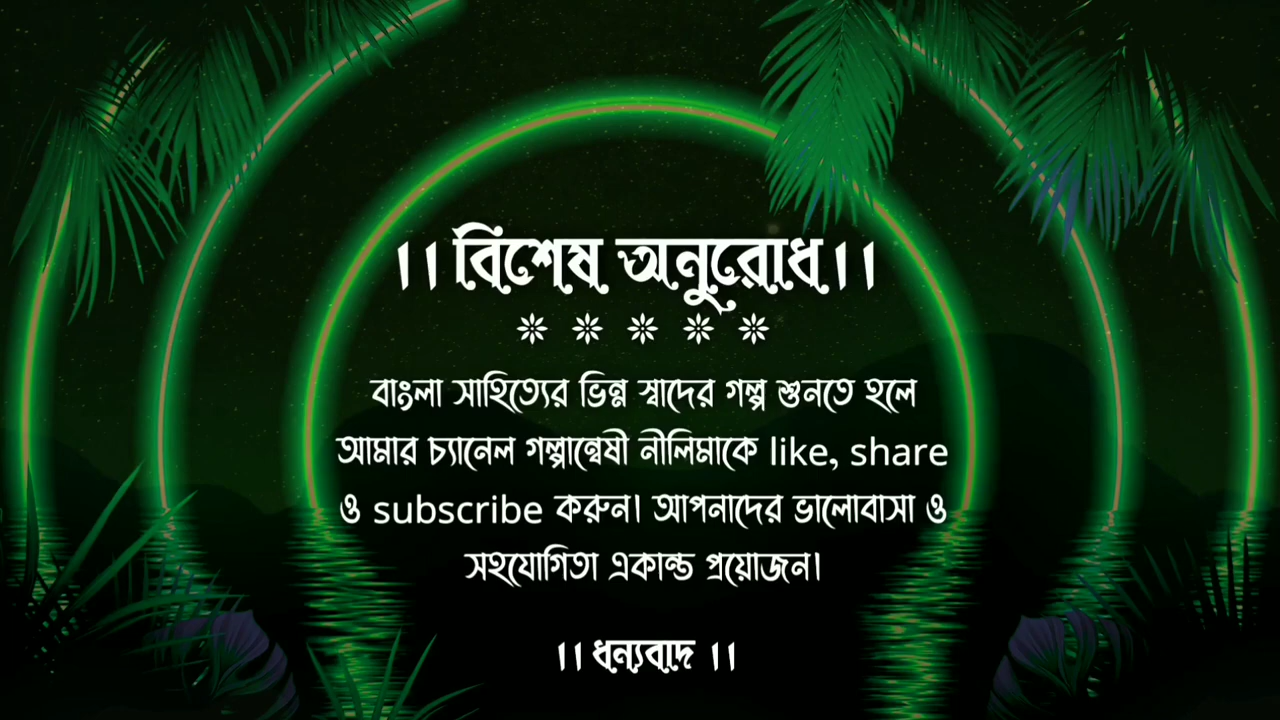 ।। বিশেষ অনুরোধ।।
বাংলা সাহিত্যের ভিন্ন স্বাদের গল্প শুনতে হলে
আমার চ্যানেল গল্পান্বেষী নীলিমাকে like, share
ও subscribe করুন। আপনাদের ভালোবাসা ও
সহযোগিতা একান্ত প্রয়োজন।
।। ধন্যবাদ ।।